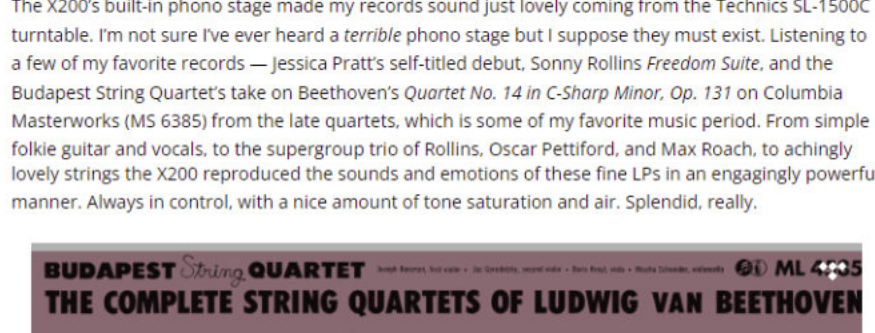 The X200's built-in phono stage made my records sound just lovely coming from the Technics SL-1500C
turntable. I'm not sure I've ever heard a terrible phono stage but I suppose they must exist. Listening to
a few of my favorite records — Jessica Pratt's self-titled debut, Sonny Rollins Freedom Suite, and the
Budapest String Quartet's take on Beethoven's Quartet No. 14 in C-Sharp Minor, Op. 131 on Columbia
Masterworks (MS 6385) from the late quartets, which is some of my favorite music period. From simple
folkie guitar and vocals, to the supergroup trio of Rollins, Oscar Pettiford, and Max Roach, to achingly
lovely strings the X200 reproduced the sounds and emotions of these fine LPs in an engagingly powerfu
manner. Always in control, with a nice amount of tone saturation and air. Splendid, really.
BUDAPEST String QUARTET ML
THE COMPLETE STRING QUARTETS OF LUDWIG VAN BEETHOVEN